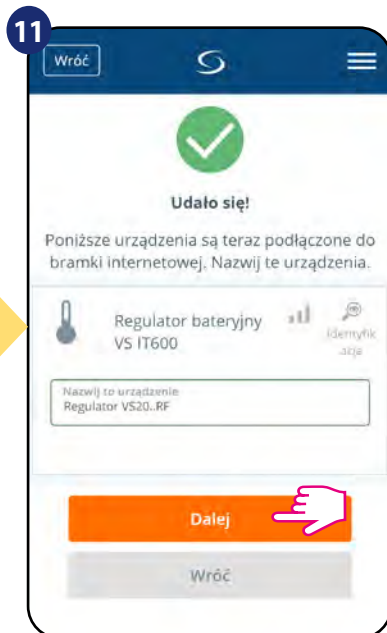 11
Wróć
Udało się!
Poniższe urządzenia są teraz podłączone do
bramki internetowej. Nazwij te urządzenia.
Regulator bateryjny
VS IT600
Identyfik
acja
Nazwij to urządzenie
Regulator VS20..RF
Dalej
Wróć